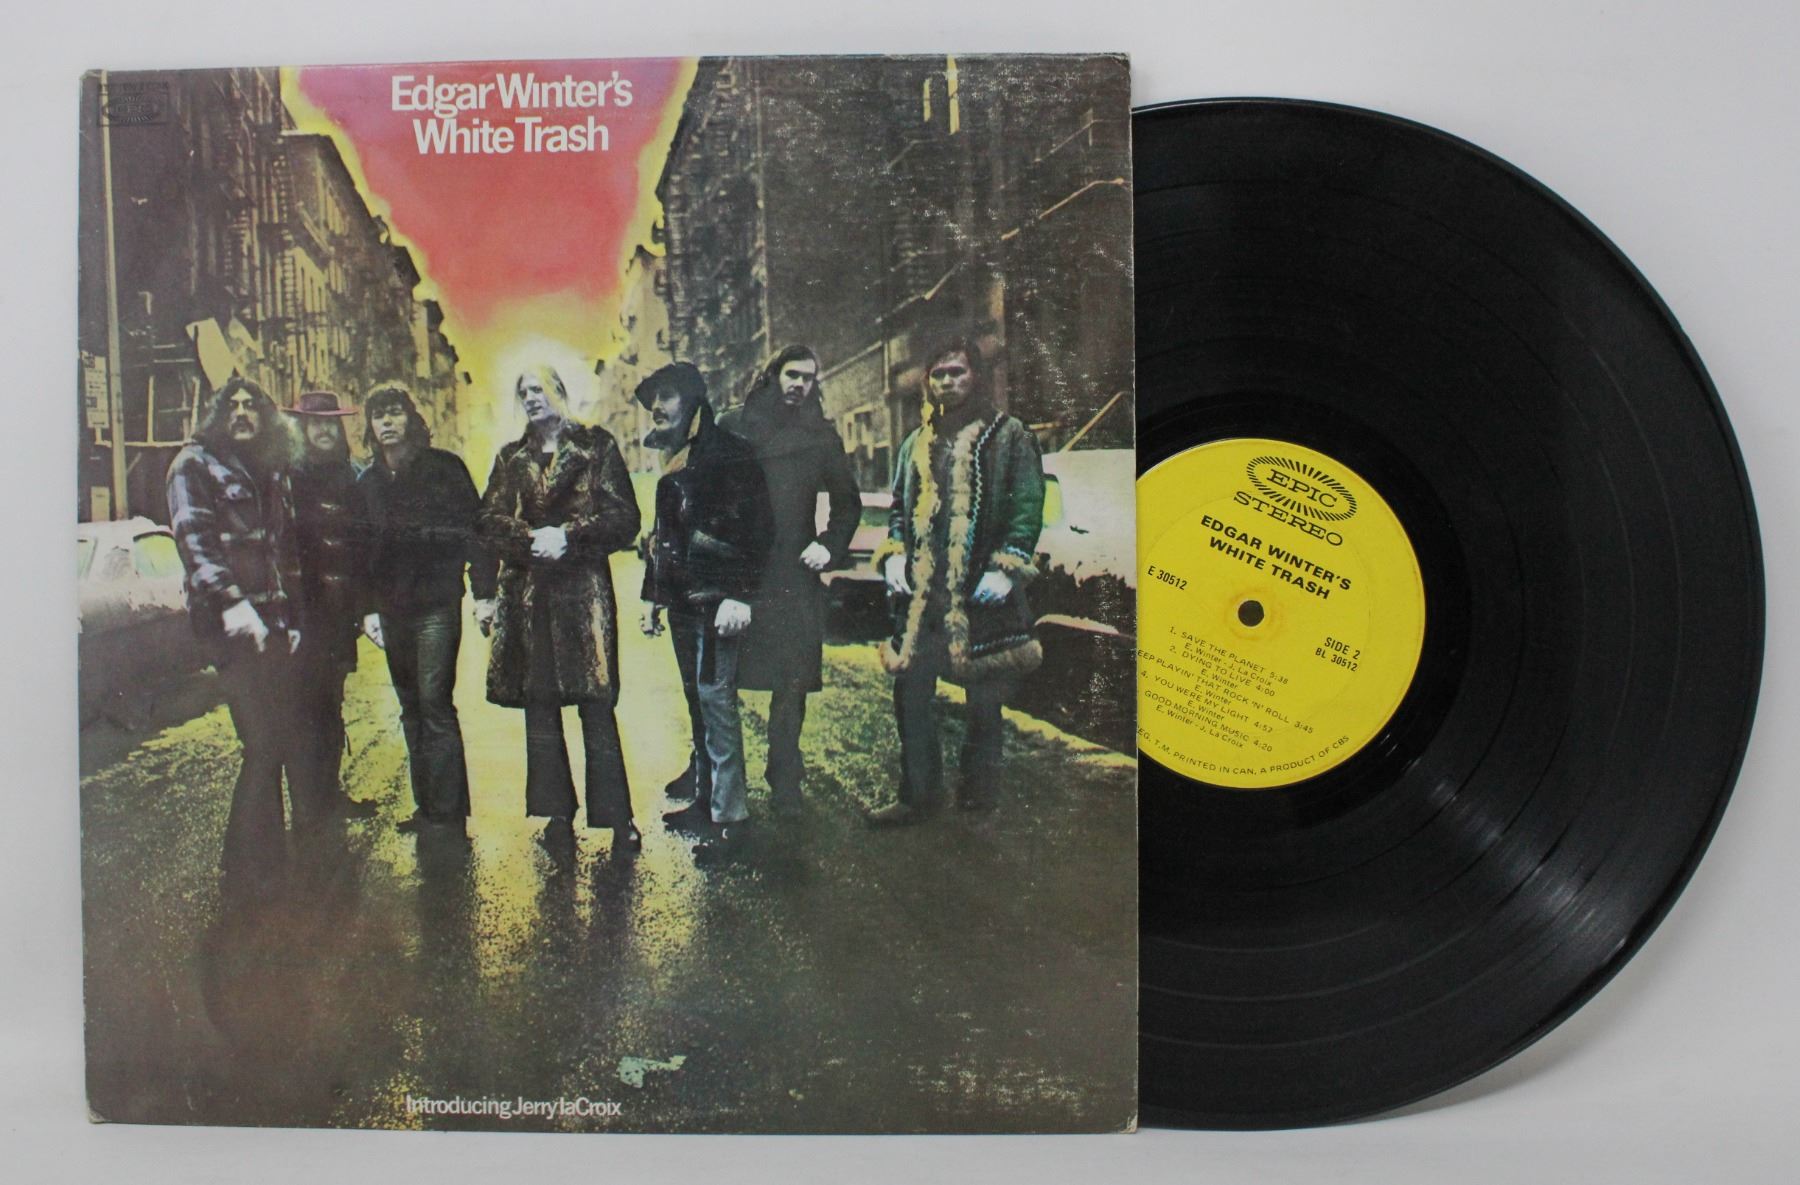 Edgar Winter's
White Trash
EPIC
Introducing Jerry laCroix
EPIC
STEREO
EDGAR WINTER'S
WHITE TRASH
E 30512
SIDE 2
BL 30512
1. SAVE THE PLANET 5:38
E. Winter - J. La Croix
2. DYING TO LIVE 4:00
E. Winter
EEP PLAYIN' THAT ROCK 'N' ROLL 3:45
E. Winter
4. YOU WERE MY LIGHT 4:57
E. Winter
GOOD MORNING MUSIC 4:20
E. Winter - J. La Croix
EG. T.M. PRINTED IN CAN. A PRODUCT OF CBS